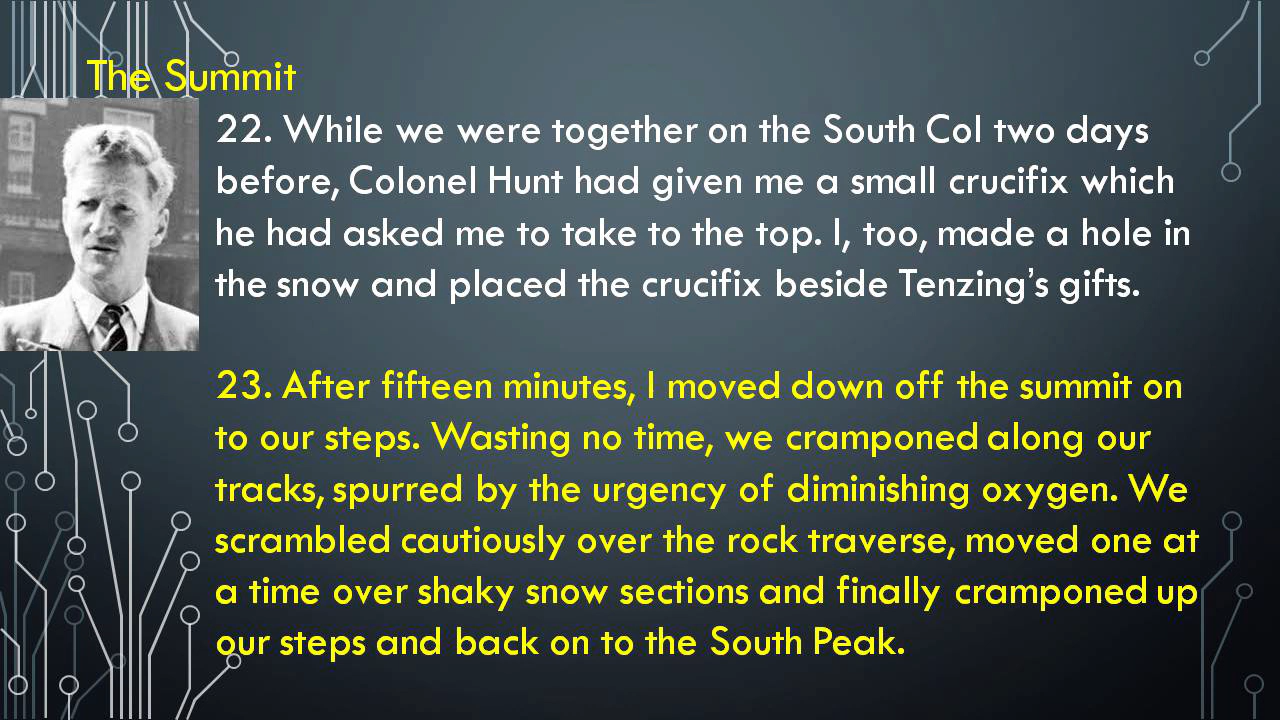 The Summit
22. While we were together on the South Col two days
before, Colonel Hunt had given me a small crucifix which
he had asked me to take to the top. I, too, made a hole in
the snow and placed the crucifix beside Tenzing’s gifts.
23. After fifteen minutes, I moved down off the summit on
to our steps. Wasting no time, we cramponed along our
tracks, spurred by the urgency of diminishing oxygen. We
scrambled cautiously over the rock traverse, moved one at
a time over shaky snow sections and finally cramponed up
our steps and back on to the South Peak.